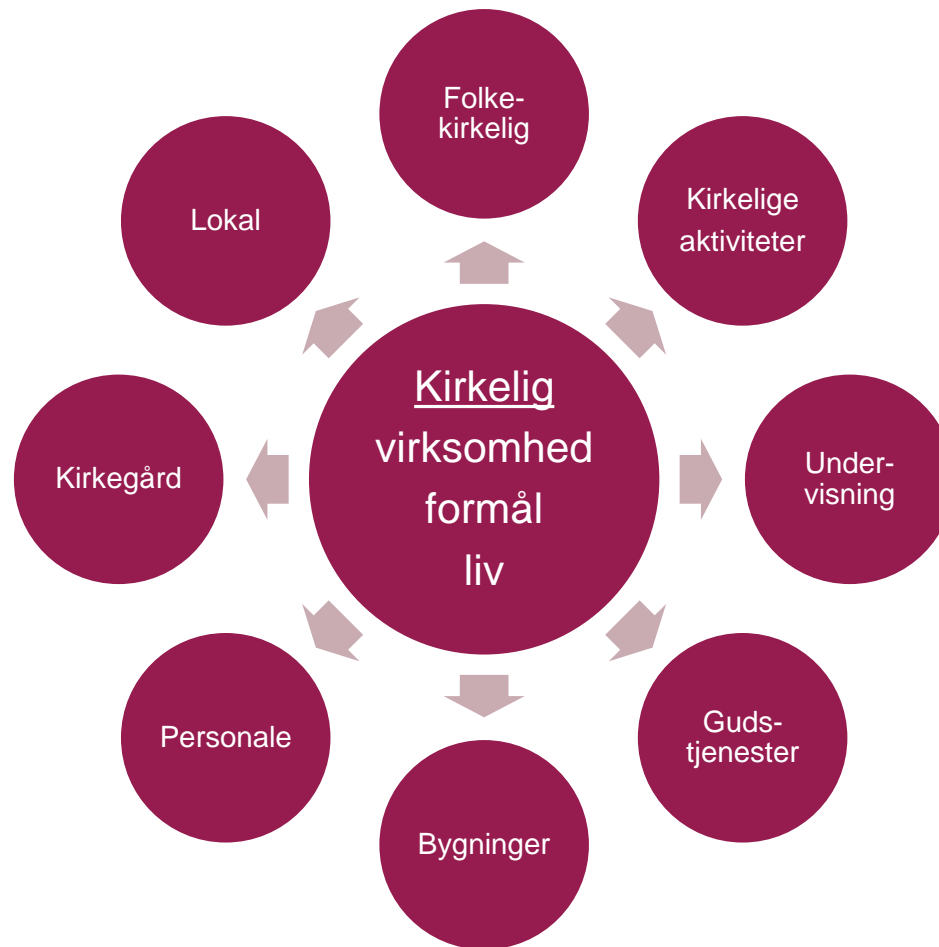 Folke-
kirkelig
Kirkelige
aktiviteter
Lokal
Kirkelig
virksomhed
formål
liv
Kirkegård
Under-
visning
Personale
Guds-
tjenester
Bygninger